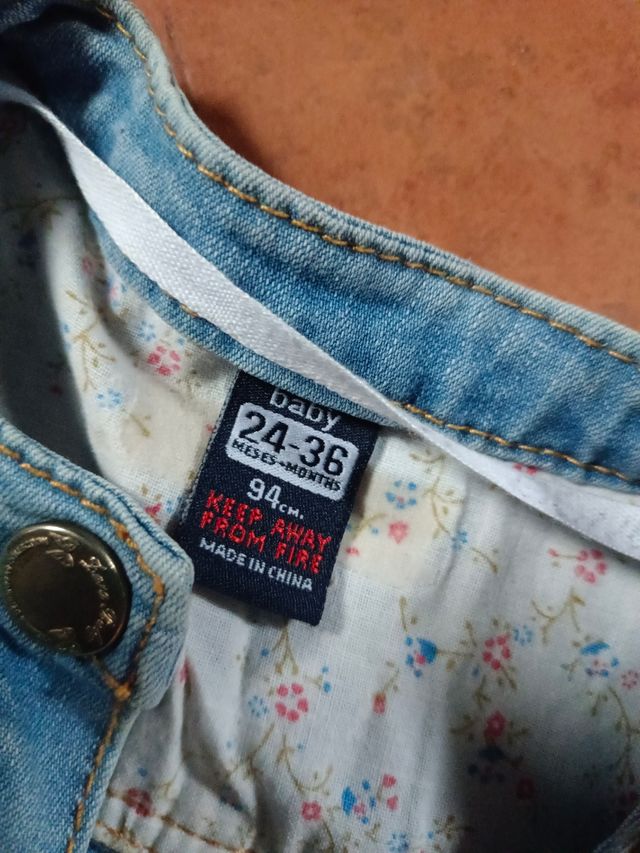 baby
24-36
MESES-MONTHS
94CM.
KEEP AWAY
FROM FIRE
MADE IN CHINA